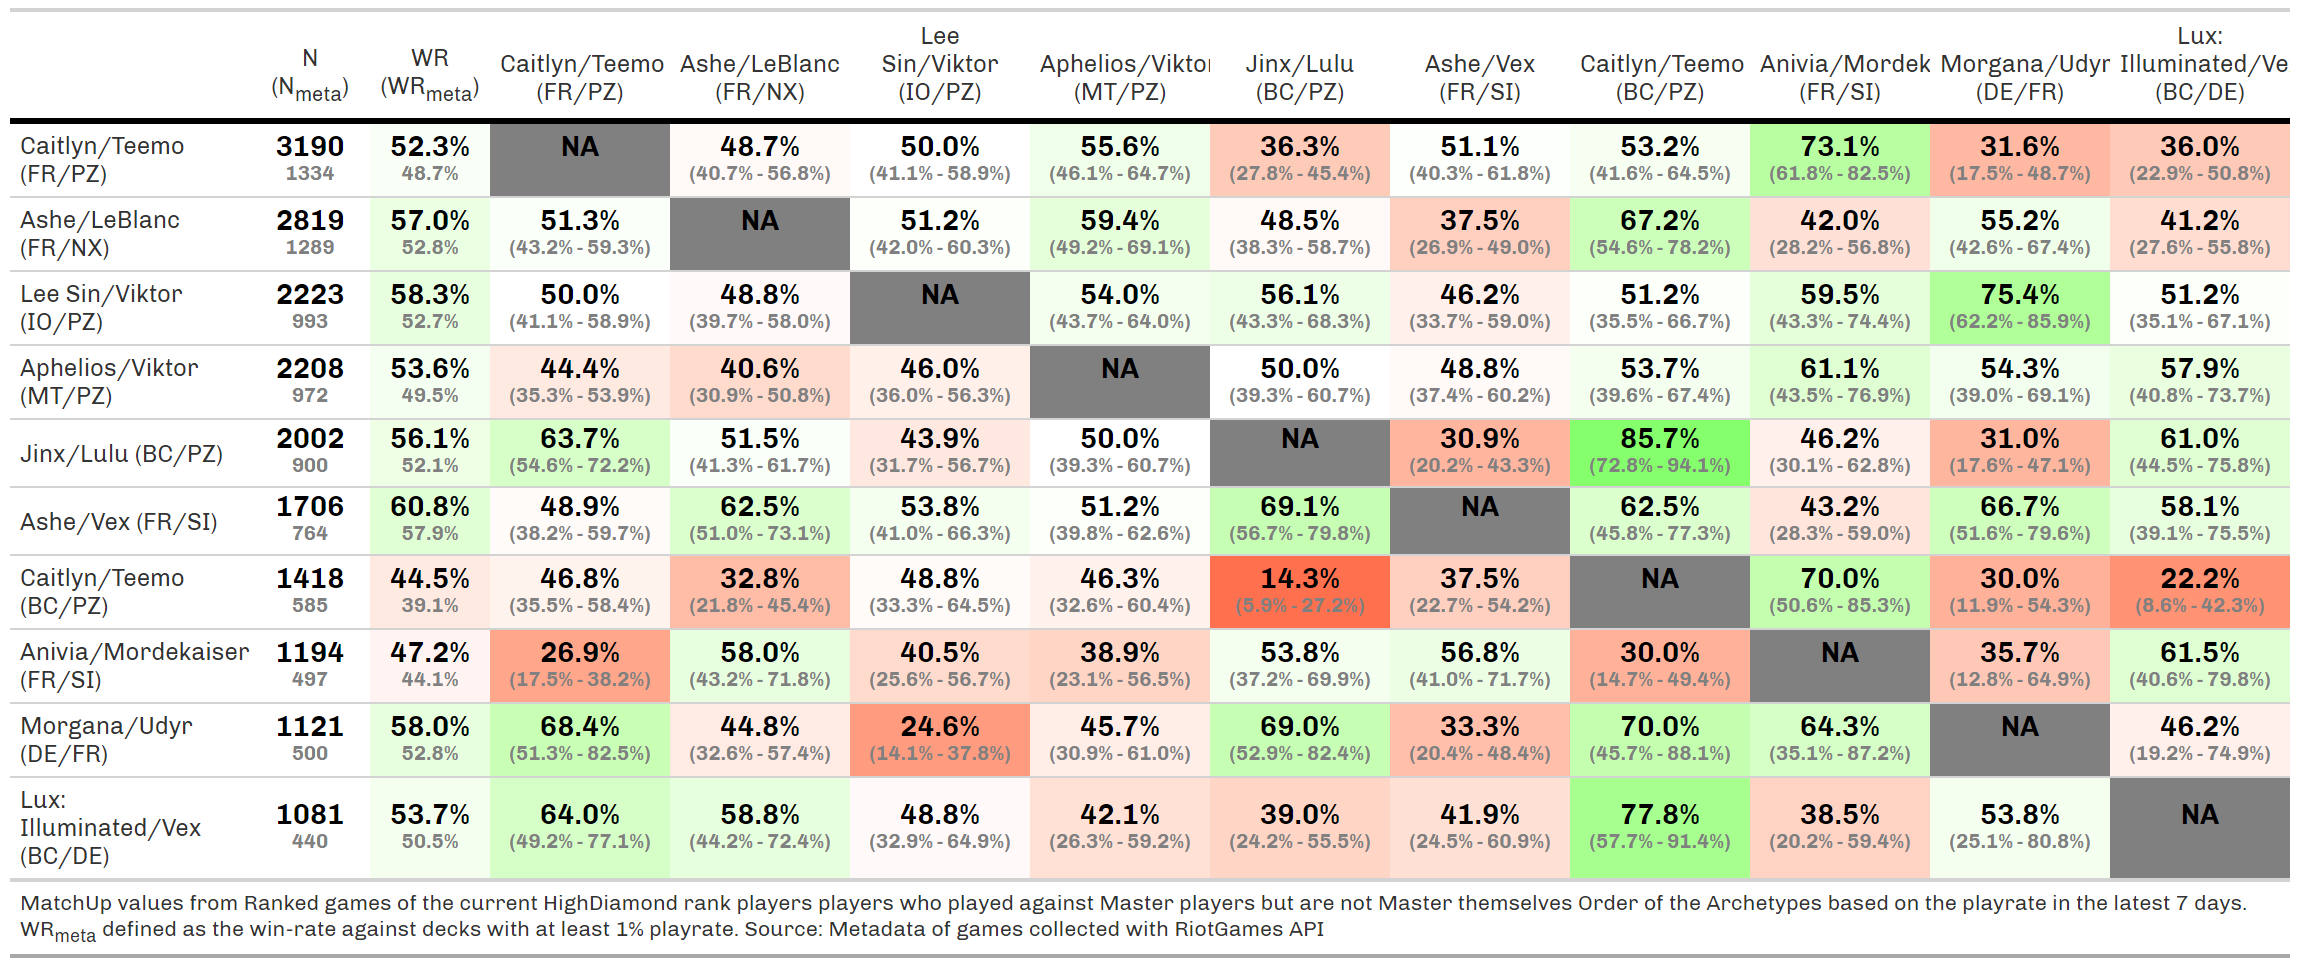 N (Nmeta) WR (WRmeta) Caitlyn/Teemo (FR/PZ) Ashe/LeBlanc (FR/NX) Lee Sin/Viktor (IO/PZ) Aphelios/Viktor (MT/PZ) Jinx/Lulu (BC/PZ) Ashe/Vex (FR/SI) Caitlyn/Teemo (BC/PZ) Anivia/Mordek (FR/SI) Morgana/Udyr (DE/FR) Lux: Illuminated/Ve (BC/DE)
Caitlyn/Teemo 3190 52.3% NA 48.7% 50.0% 55.6% 36.3% 51.1% 53.2% 73.1% 31.6% 36.0%
(FR/PZ) 1334 48.7% (40.7% - 56.8%) (41.1% - 58.9%) (46.1% - 64.7%) (27.8% - 45.4%) (40.3% - 61.8%) (41.6% - 64.5%) (61.8% - 82.5%) (17.5% - 48.7%) (22.9% - 50.8%)
Ashe/LeBlanc 2819 57.0% 51.3% NA 51.2% 59.4% 48.5% 37.5% 67.2% 42.0% 55.2% 41.2%
(FR/NX) 1289 52.8% (43.2% - 59.3%) (42.0% - 60.3%) (49.2% - 69.1%) (38.3% - 58.7%) (26.9% - 49.0%) (54.6% - 78.2%) (28.2% - 56.8%) (42.6% - 67.4%) (27.6% - 55.8%)
Lee Sin/Viktor 2223 58.3% 50.0% 48.8% NA 54.0% 56.1% 46.2% 51.2% 59.5% 75.4% 51.2%
(IO/PZ) 993 52.7% (41.1% - 58.9%) (39.7% - 58.0%) (43.7% - 64.0%) (43.3% - 68.3%) (33.7% - 59.0%) (35.5% - 66.7%) (43.3% - 74.4%) (62.2% - 85.9%) (35.1% - 67.1%)
Aphelios/Viktor 2208 53.6% 44.4% 40.6% 46.0% NA 50.0% 48.8% 53.7% 61.1% 54.3% 57.9%
(MT/PZ) 972 49.5% (35.3% - 53.9%) (30.9% - 50.8%) (36.0% - 56.3%) (39.3% - 60.7%) (37.4% - 60.2%) (39.6% - 67.4%) (43.5% - 76.9%) (39.0% - 69.1%) (40.8% - 73.7%)
Jinx/Lulu (BC/PZ) 2002 56.1% 63.7% 51.5% 43.9% 50.0% NA 30.9% 85.7% 46.2% 31.0% 61.0%
900 52.1% (54.6% - 72.2%) (41.3% - 61.7%) (31.7% - 56.7%) (39.3% - 60.7%) (20.2% - 43.3%) (72.8% - 94.1%) (30.1% - 62.8%) (17.6% - 47.1%) (44.5% - 75.8%)
Ashe/Vex (FR/SI) 1706 60.8% 48.9% 62.5% 53.8% 51.2% 69.1% NA 62.5% 43.2% 66.7% 58.1%
764 57.9% (38.2% - 59.7%) (51.0% - 73.1%) (41.0% - 66.3%) (39.8% - 62.6%) (56.7% - 79.8%) (45.8% - 77.3%) (28.3% - 59.0%) (51.6% - 79.6%) (39.1% - 75.5%)
Caitlyn/Teemo 1418 44.5% 46.8% 32.8% 48.8% 46.3% 14.3% 37.5% NA 70.0% 30.0% 22.2%
(BC/PZ) 585 39.1% (35.5% - 58.4%) (21.8% - 45.4%) (33.3% - 64.5%) (32.6% - 60.4%) (5.9% - 27.2%) (22.7% - 54.2%) (50.6% - 85.3%) (11.9% - 54.3%) (8.6% - 42.3%)
Anivia/Mordekaiser 1194 47.2% 26.9% 58.0% 40.5% 38.9% 53.8% 56.8% 30.0% NA 35.7% 61.5%
(FR/SI) 497 44.1% (17.5% - 38.2%) (43.2% - 71.8%) (25.6% - 56.7%) (23.1% - 56.5%) (37.2% - 69.9%) (41.0% - 71.7%) (14.7% - 49.4%) (12.8% - 64.9%) (40.6% - 79.8%)
Morgana/Udyr 1121 58.0% 68.4% 44.8% 24.6% 45.7% 69.0% 33.3% 70.0% 64.3% NA 46.2%
(DE/FR) 500 52.8% (51.3% - 82.5%) (32.6% - 57.4%) (14.1% - 37.8%) (30.9% - 61.0%) (52.9% - 82.4%) (20.4% - 48.4%) (45.7% - 88.1%) (35.1% - 87.2%) (19.2% - 74.9%)
Lux:
Illuminated/Vex 1081 53.7% 64.0% 58.8% 48.8% 42.1% 39.0% 41.9% 77.8% 38.5% 53.8% NA
(BC/DE) 440 50.5% (49.2% - 77.1%) (44.2% - 72.4%) (32.9% - 64.9%) (26.3% - 59.2%) (24.2% - 55.5%) (24.5% - 60.9%) (57.7% - 91.4%) (20.2% - 59.4%) (25.1% - 80.8%)
MatchUp values from Ranked games of the current HighDiamond rank players players who played against Master players but are not Master themselves Order of the Archetypes based on the playrate in the latest 7 days.
WRmeta defined as the win-rate against decks with at least 1% playrate. Source: Metadata of games collected with RiotGames API